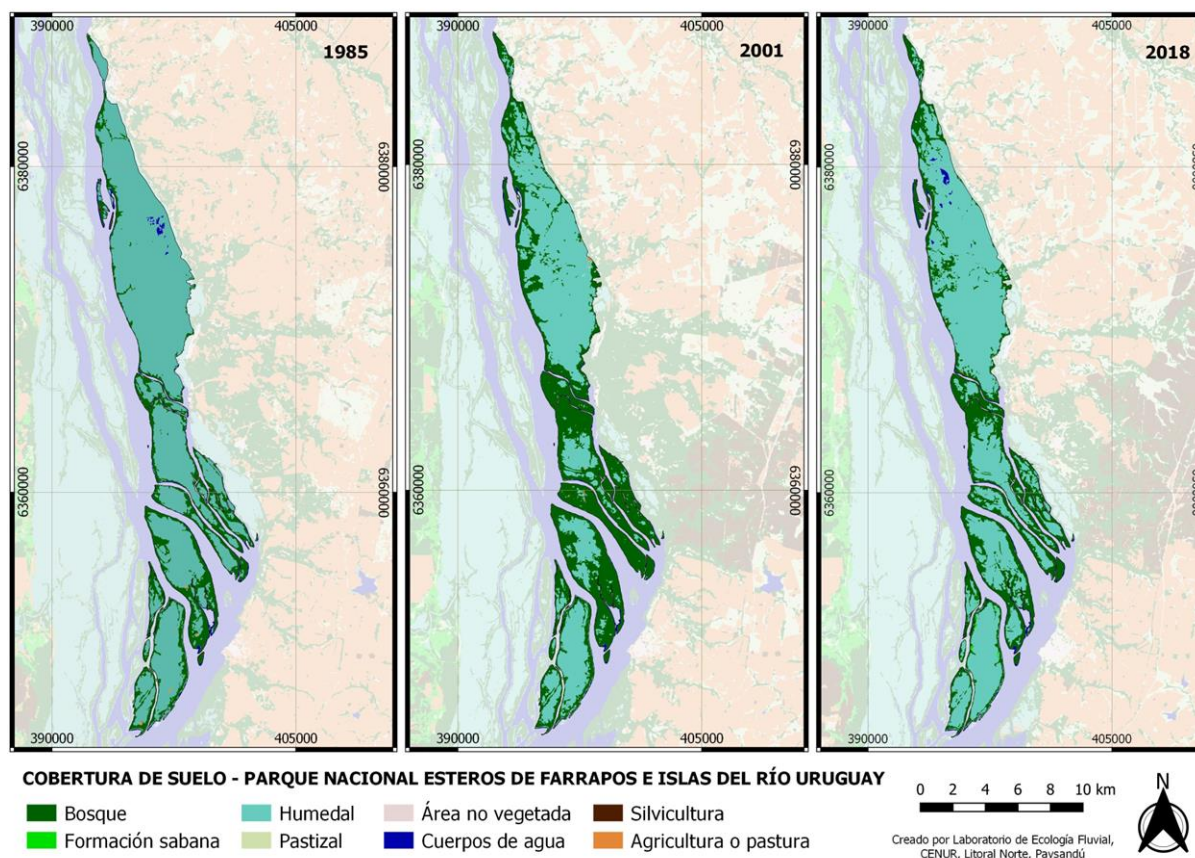 390000 405000 390000 405000 390000 405000
1985 2001 2018
6380000 6380000 6380000 6380000 6380000
6360000 6360000 6360000 6360000 6360000
390000 405000 390000 405000 390000 405000
COBERTURA DE SUELO - PARQUE NACIONAL ESTEROS DE FARRAPOS E ISLAS DEL RÍO URUGUAY
Bosque Humedal Área no vegetada Silvicultura
Formación sabana Pastizal Cuerpos de agua Agricultura o pastura
0 2 4 6 8 10 km
N
Creado por Laboratorio de Ecología Fluvial,
CENUR, Litoral Norte, Paysandú